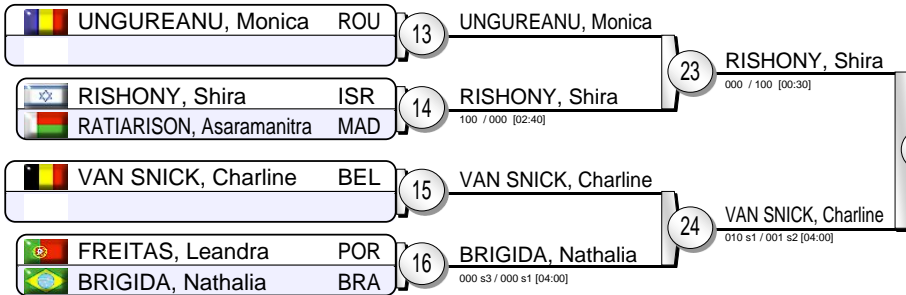 UNGUREANU, Monica ROU
13
UNGUREANU, Monica
RISHONY, Shira ISR
RATIARISON, Asaramanitra MAD
14
RISHONY, Shira
100 / 000 [02:40]
23
RISHONY, Shira
000 / 100 [00:30]
VAN SNICK, Charline BEL
15
VAN SNICK, Charline
FREITAS, Leandra POR
BRIGIDA, Nathalia BRA
16
BRIGIDA, Nathalia
000 s3 / 000 s1 [04:00]
24
VAN SNICK, Charline
010 s1 / 001 s2 [04:00]